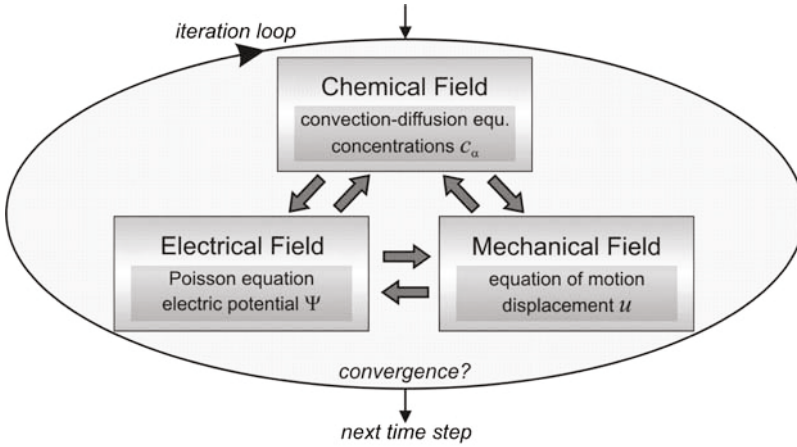 iteration loop
Chemical Field
convection-diffusion equ.
concentrations cα
Electrical Field
Poisson equation
electric potential Ψ
Mechanical Field
equation of motion
displacement u
convergence?
next time step